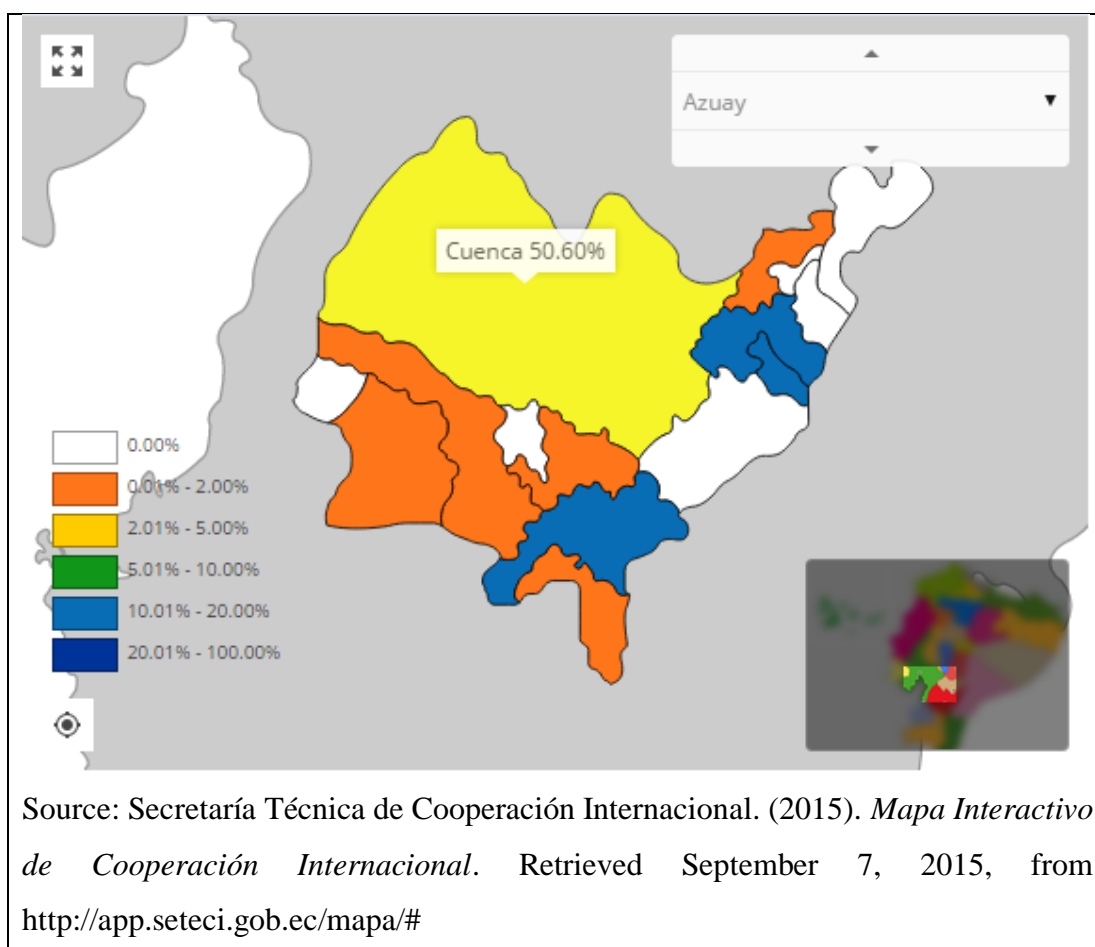 Azuay
Cuenca 50.60%
0.00%
0.01% - 2.00%
2.01% - 5.00%
5.01% - 10.00%
10.01% - 20.00%
20.01% - 100.00%
Source: Secretaría Técnica de Cooperación Internacional. (2015). Mapa Interactivo
de Cooperación Internacional. Retrieved September 7, 2015, from
http://app.seteci.gob.ec/mapa/#